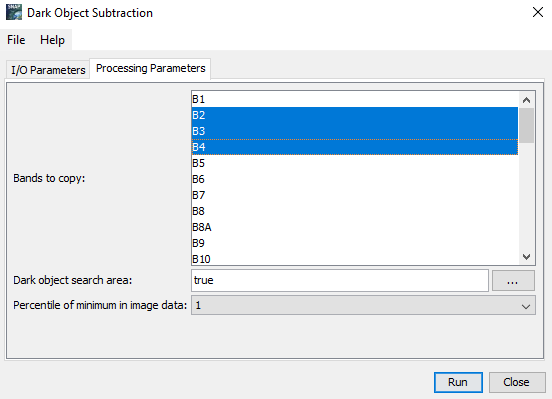 SNAP
Dark Object Subtraction
File Help
I/O Parameters Processing Parameters
B1
B2
B3
B4
Bands to copy:
B5
B6
B7
B8
B8A
B9
B10
Dark object search area: true ...
Percentile of minimum in image data: 1
Run Close